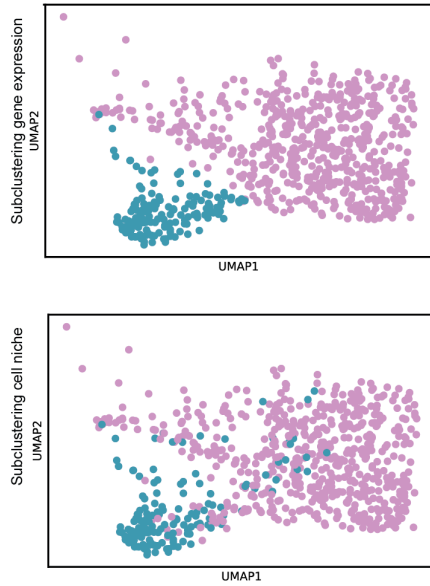 Subclustering gene expression
UMAP2
UMAP1
Subclustering cell niche
UMAP2
UMAP1